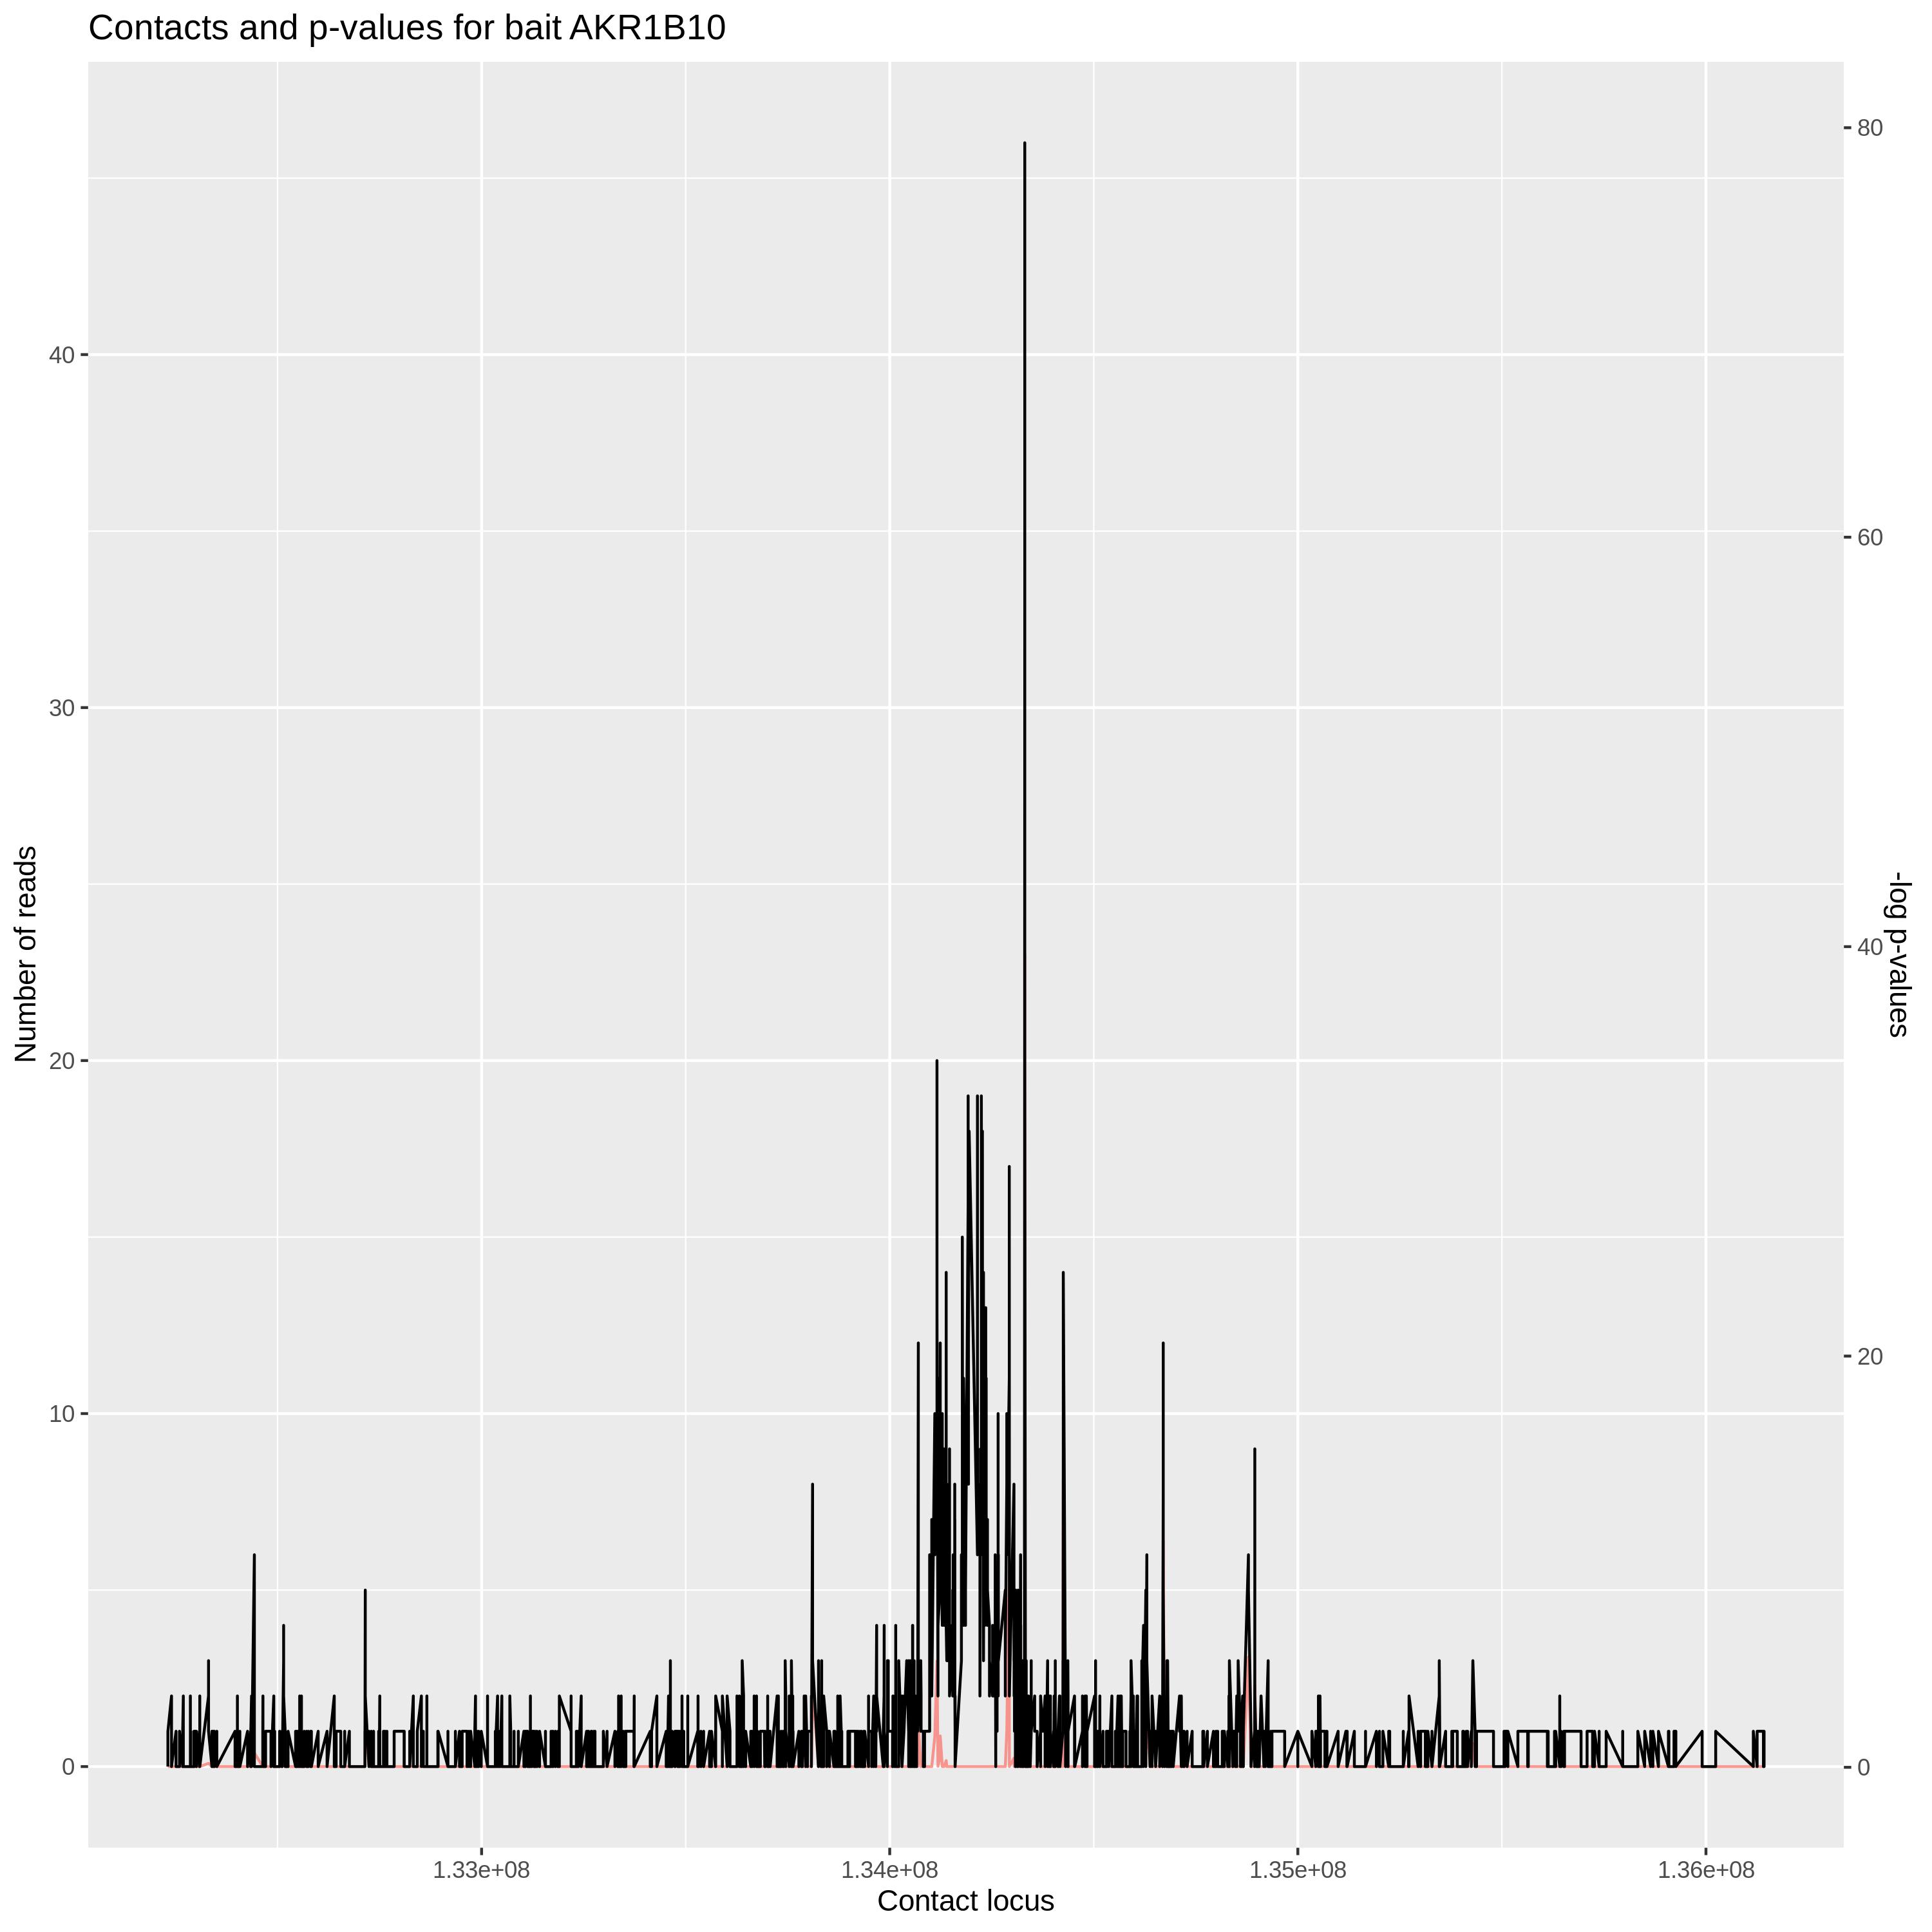 Contacts and p-values for bait AKR1B10
Number of reads
40
30
20
10
0
80
60
40
20
0
-log p-values
1.33e+08
1.34e+08
1.35e+08
1.36e+08
Contact locus